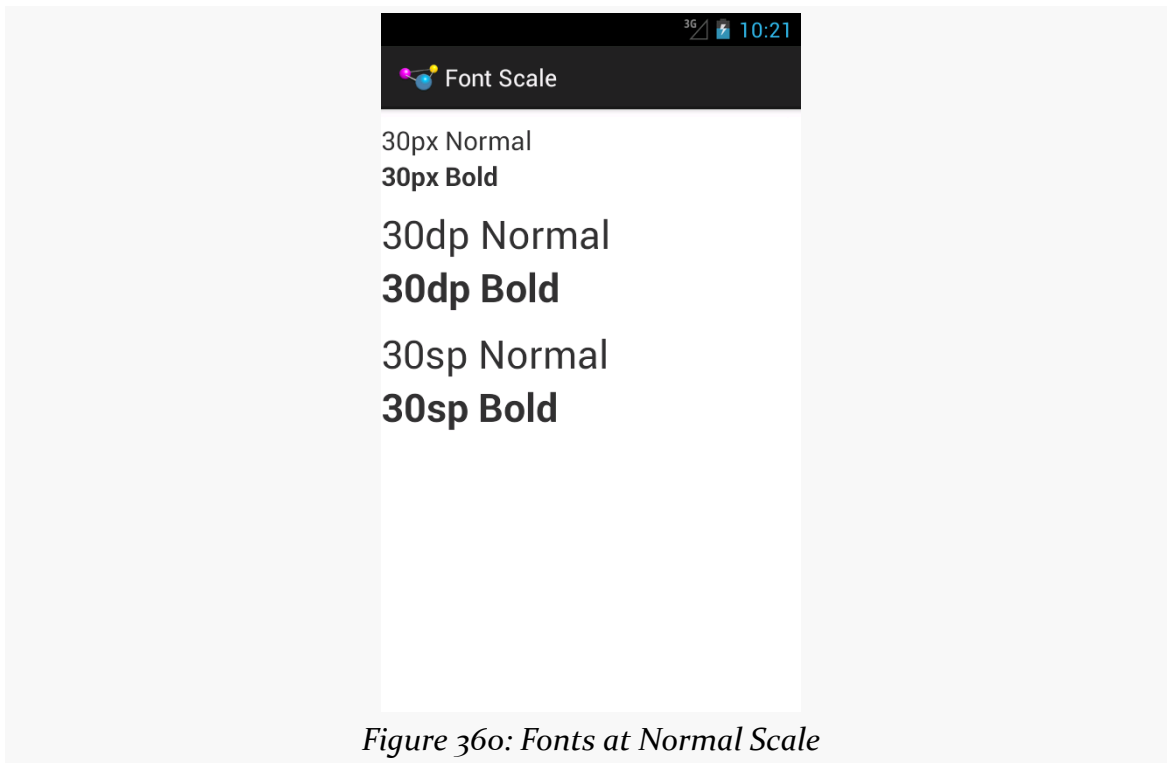 3G 10:21
Font Scale
30px Normal
30px Bold
30dp Normal
30dp Bold
30sp Normal
30sp Bold
Figure 360: Fonts at Normal Scale